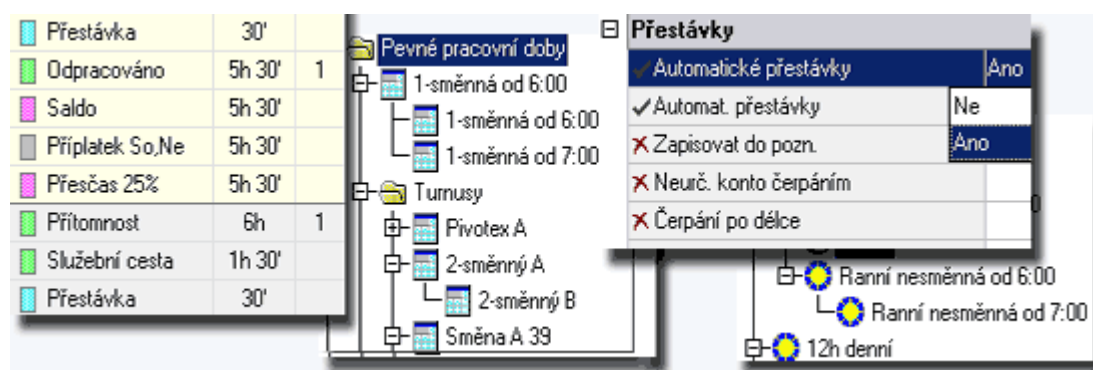 Přestávka 30'
Odpracováno 5h 30' 1
Saldo 5h 30'
Příplatek So,Ne 5h 30'
Přesčas 25% 5h 30'
Přítomnost 6h 1
Služební cesta 1h 30'
Přestávka 30'
Pevné pracovní doby
1-směnná od 6:00
1-směnná od 6:00
1-směnná od 7:00
Turnusy
Pivotex A
2-směnný A
2-směnný B
Směna A 39
Přestávky
Automatické přestávky Ano
Automat. přestávky Ne
Zapisovat do pozn. Ano
Neurč. konto čerpáním
Čerpání po délce
Ranní nesměnná od 6:00
Ranní nesměnná od 7:00
12h denní